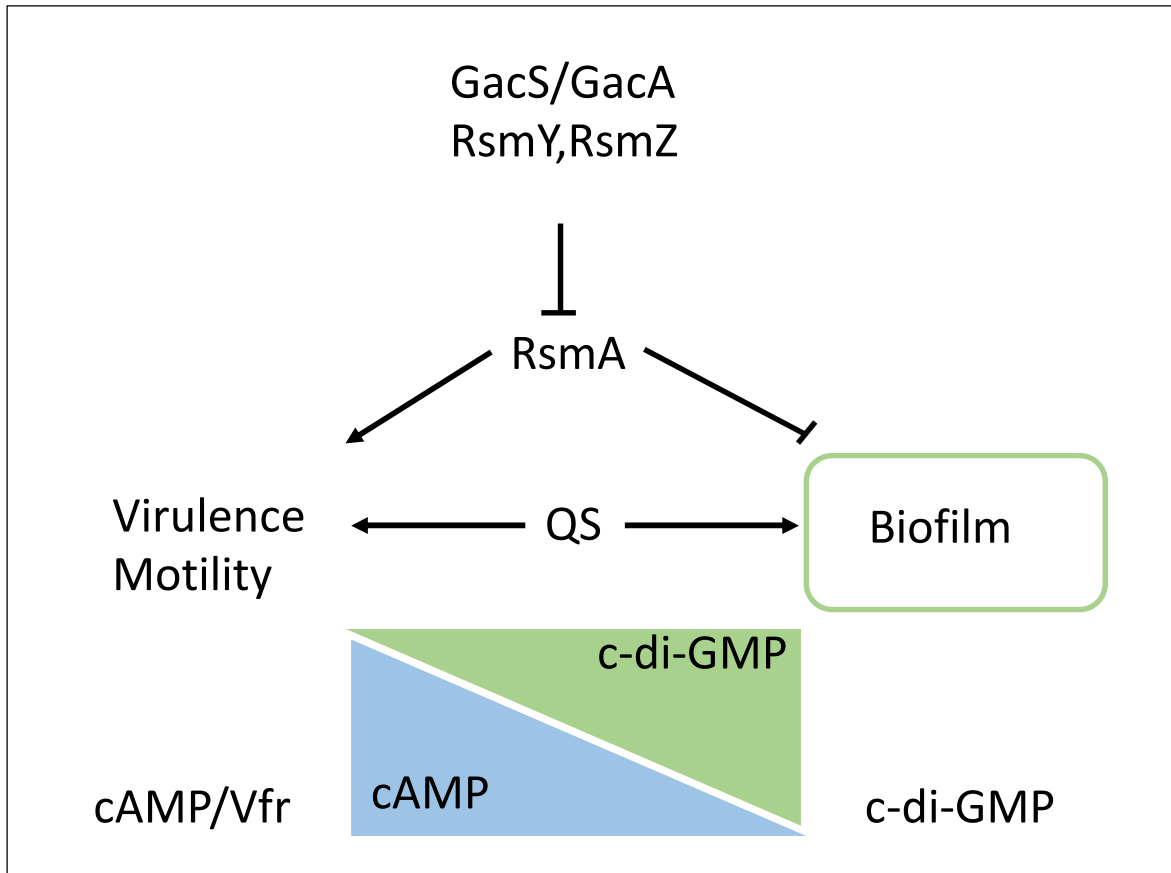 GacS/GacA
RsmY,RsmZ
RsmA
Virulence
Motility
QS
Biofilm
c-di-GMP
cAMP
cAMP/Vfr
c-di-GMP